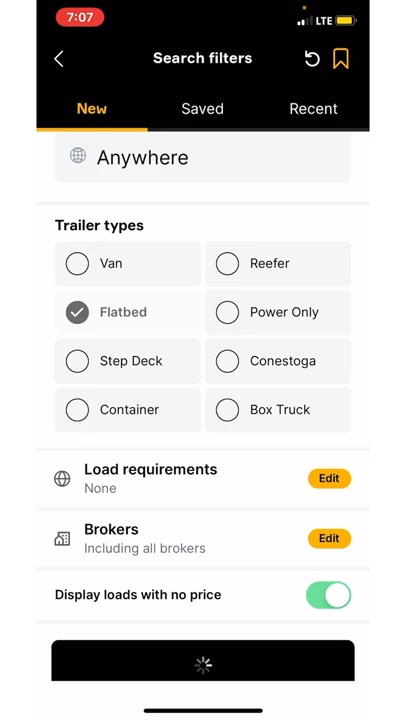 7:07
LTE
Search filters
New Saved Recent
Anywhere
Trailer types
Van Reefer
Flatbed Power Only
Step Deck Conestoga
Container Box Truck
Load requirements
None
Edit
Brokers
Including all brokers
Edit
Display loads with no price